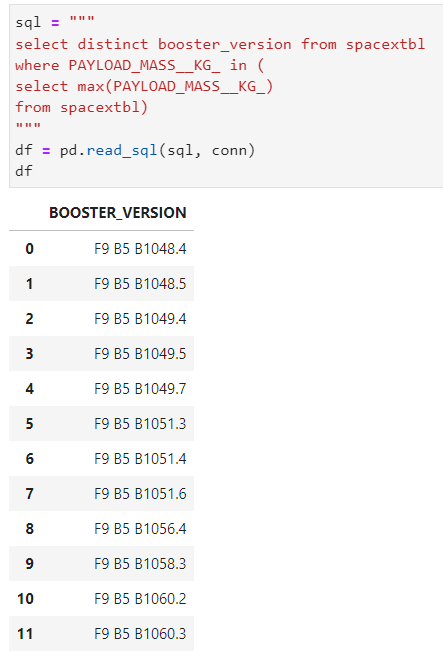 sql = """
select distinct booster_version from spacextbl
where PAYLOAD_MASS__KG_ in (
select max(PAYLOAD_MASS__KG_)
from spacextbl)
"""
df = pd.read_sql(sql, conn)
df
BOOSTER_VERSION
0 F9 B5 B1048.4
1 F9 B5 B1048.5
2 F9 B5 B1049.4
3 F9 B5 B1049.5
4 F9 B5 B1049.7
5 F9 B5 B1051.3
6 F9 B5 B1051.4
7 F9 B5 B1051.6
8 F9 B5 B1056.4
9 F9 B5 B1058.3
10 F9 B5 B1060.2
11 F9 B5 B1060.3